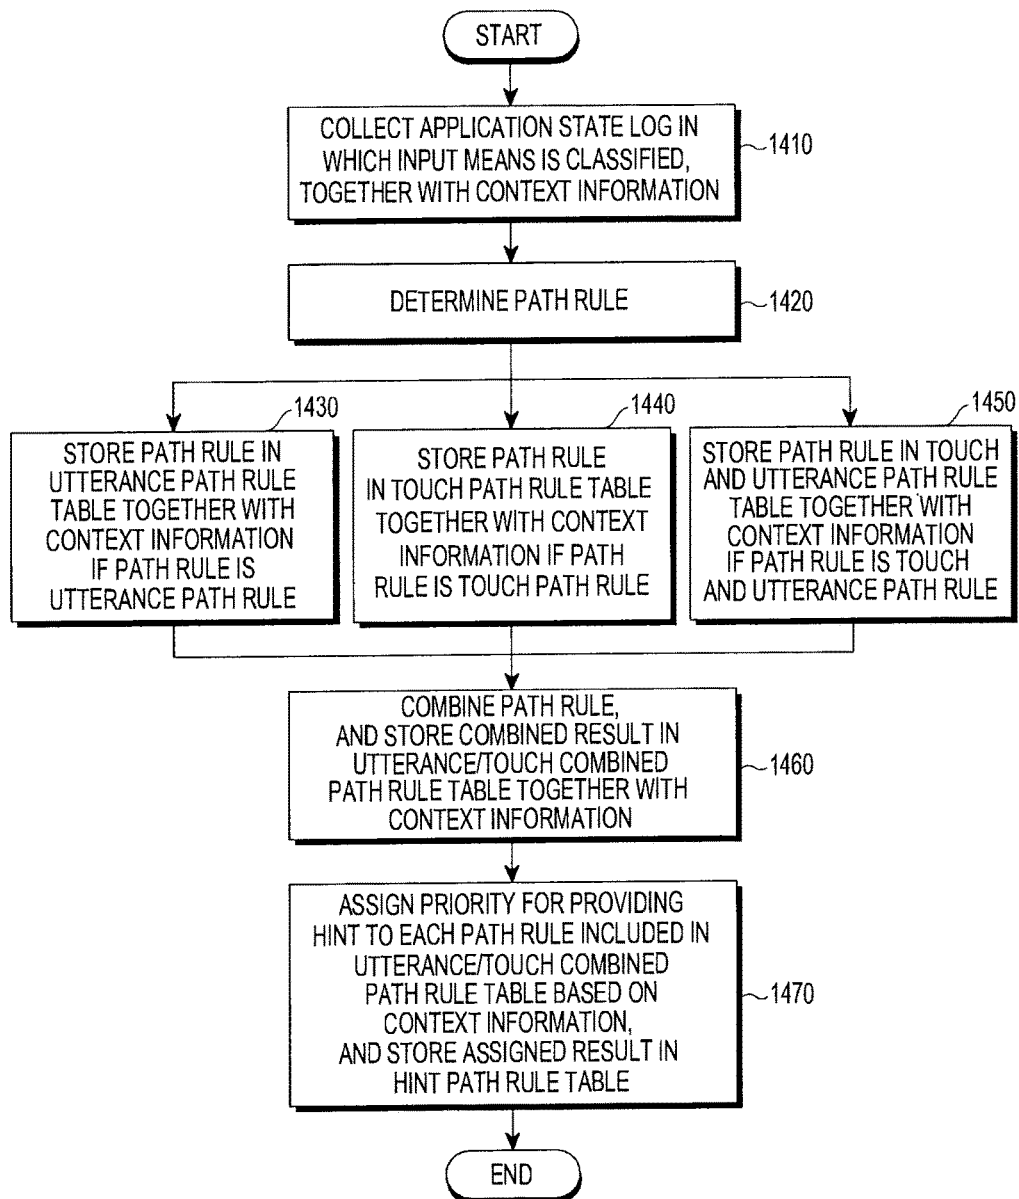 START
COLLECT APPLICATION STATE LOG IN
WHICH INPUT MEANS IS CLASSIFIED,
TOGETHER WITH CONTEXT INFORMATION
1410
DETERMINE PATH RULE
1420
1430
STORE PATH RULE IN
UTTERANCE PATH RULE
TABLE TOGETHER WITH
CONTEXT INFORMATION
IF PATH RULE IS
UTTERANCE PATH RULE
1440
STORE PATH RULE
IN TOUCH PATH RULE TABLE
TOGETHER WITH CONTEXT
INFORMATION IF PATH
RULE IS TOUCH PATH RULE
1450
STORE PATH RULE IN TOUCH
AND UTTERANCE PATH RULE
TABLE TOGETHER WITH
CONTEXT INFORMATION
IF PATH RULE IS TOUCH
AND UTTERANCE PATH RULE
COMBINE PATH RULE,
AND STORE COMBINED RESULT IN
UTTERANCE/TOUCH COMBINED
PATH RULE TABLE TOGETHER WITH
CONTEXT INFORMATION
1460
ASSIGN PRIORITY FOR PROVIDING
HINT TO EACH PATH RULE INCLUDED IN
UTTERANCE/TOUCH COMBINED
PATH RULE TABLE BASED ON
CONTEXT INFORMATION,
AND STORE ASSIGNED RESULT IN
HINT PATH RULE TABLE
1470
END